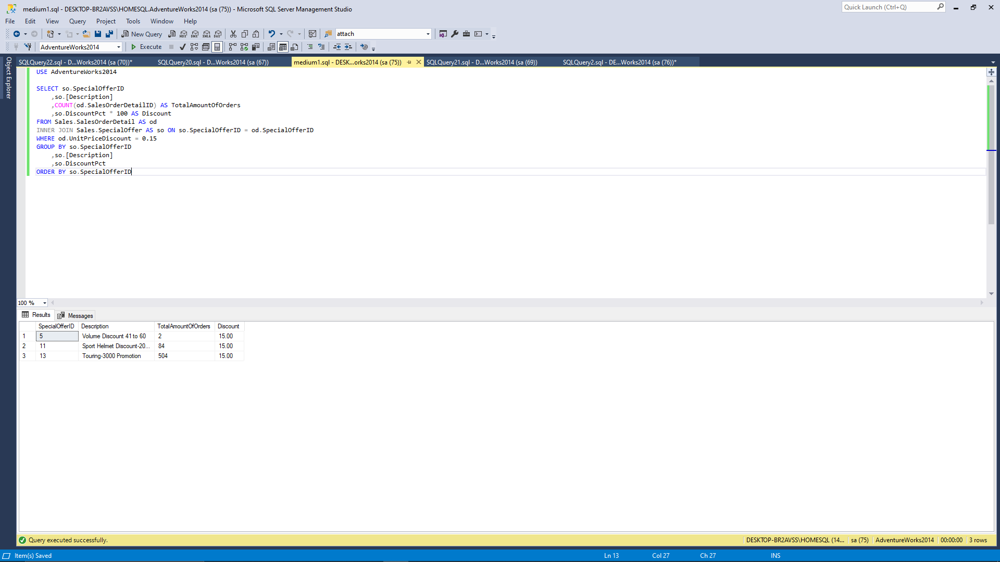 medium1.sql - DESKTOP-BR2AVSS\HOMESQL.AdventureWorks2014 (sa (75)) - Microsoft SQL Server Management Studio
Quick Launch (Ctrl+Q)
File Edit View Query Project Tools Window Help
New Query
MDX DMX XMLA DAX
attach
AdventureWorks2014
Execute
Object Explorer
SQLQuery22.sql - D...Works2014 (sa (70))*
SQLQuery20.sql - D...Works2014 (sa (67))
medium1.sql - DESK...orks2014 (sa (75))
SQLQuery21.sql - D...Works2014 (sa (69))
SQLQuery2.sql - DE...Works2014 (sa (76))*
USE AdventureWorks2014
SELECT so.SpecialOfferID
,so.[Description]
,COUNT(od.SalesOrderDetailID) AS TotalAmountOfOrders
,so.DiscountPct * 100 AS Discount
FROM Sales.SalesOrderDetail AS od
INNER JOIN Sales.SpecialOffer AS so ON so.SpecialOfferID = od.SpecialOfferID
WHERE od.UnitPriceDiscount = 0.15
GROUP BY so.SpecialOfferID
,so.[Description]
,so.DiscountPct
ORDER BY so.SpecialOfferID
100 %
Results Messages
SpecialOfferID Description TotalAmountOfOrders Discount
1 5 Volume Discount 41 to 60 2 15.00
2 11 Sport Helmet Discount-20... 84 15.00
3 13 Touring-3000 Promotion 504 15.00
Query executed successfully.
DESKTOP-BR2AVSS\HOMESQL (14... sa (75) AdventureWorks2014 00:00:00 3 rows
Item(s) Saved
Ln 13 Col 27 Ch 27 INS